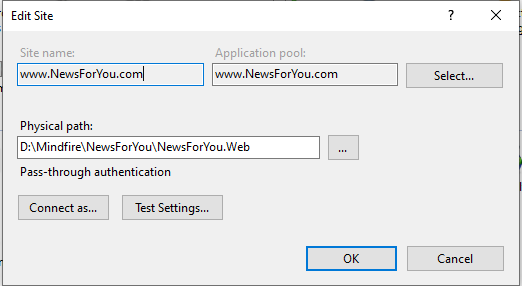 Edit Site
?
Site name:
Application pool:
www.NewsForYou.com
www.NewsForYou.com
Select...
Physical path:
D:\Mindfire\NewsForYou\NewsForYou.Web
...
Pass-through authentication
Connect as...
Test Settings...
OK
Cancel